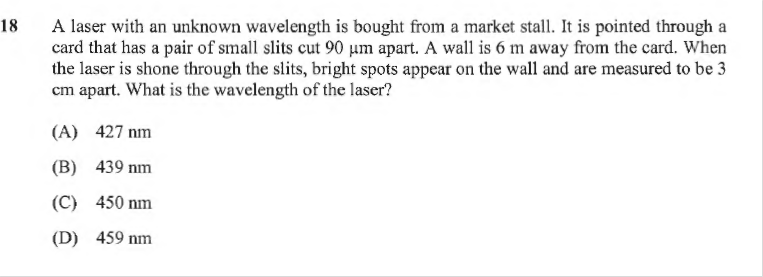 18 A laser with an unknown wavelength is bought from a market stall. It is pointed through a
card that has a pair of small slits cut 90 μm apart. A wall is 6 m away from the card. When
the laser is shone through the slits, bright spots appear on the wall and are measured to be 3
cm apart. What is the wavelength of the laser?
(A) 427 nm
(B) 439 nm
(C) 450 nm
(D) 459 nm